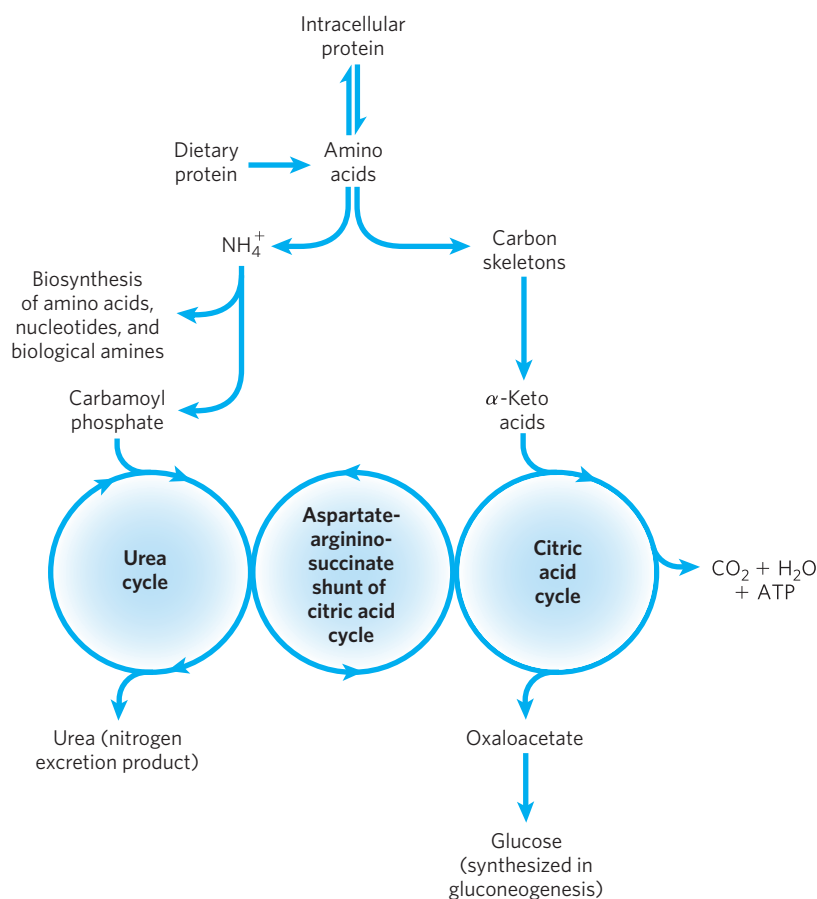 Intracellular
protein
Dietary
protein
Amino
acids
NH₄⁺
Carbon
skeletons
Biosynthesis
of amino acids,
nucleotides, and
biological amines
Carbamoyl
phosphate
α-Keto
acids
Urea
cycle
Aspartate-
arginino-
succinate
shunt of
citric acid
cycle
Citric
acid
cycle
CO₂ + H₂O
+ ATP
Urea (nitrogen
excretion product)
Oxaloacetate
Glucose
(synthesized in
gluconeogenesis)